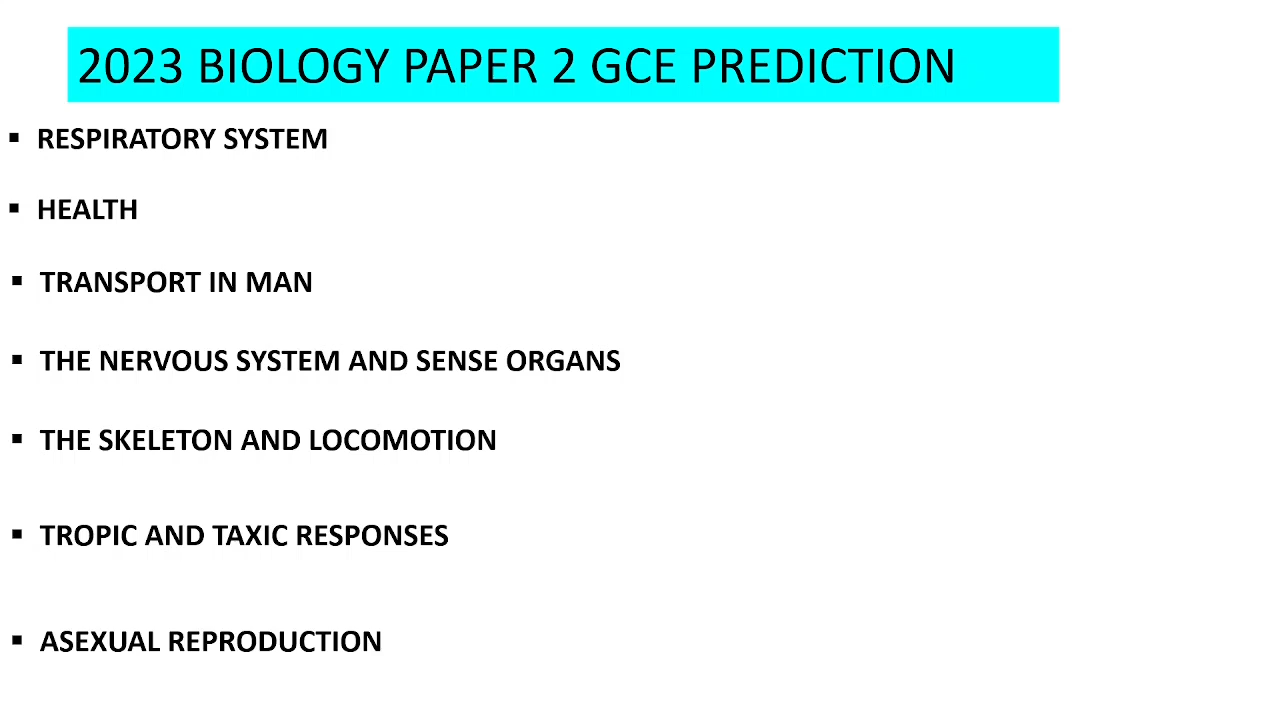 2023 BIOLOGY PAPER 2 GCE PREDICTION
▪ RESPIRATORY SYSTEM
▪ HEALTH
▪ TRANSPORT IN MAN
▪ THE NERVOUS SYSTEM AND SENSE ORGANS
▪ THE SKELETON AND LOCOMOTION
▪ TROPIC AND TAXIC RESPONSES
▪ ASEXUAL REPRODUCTION